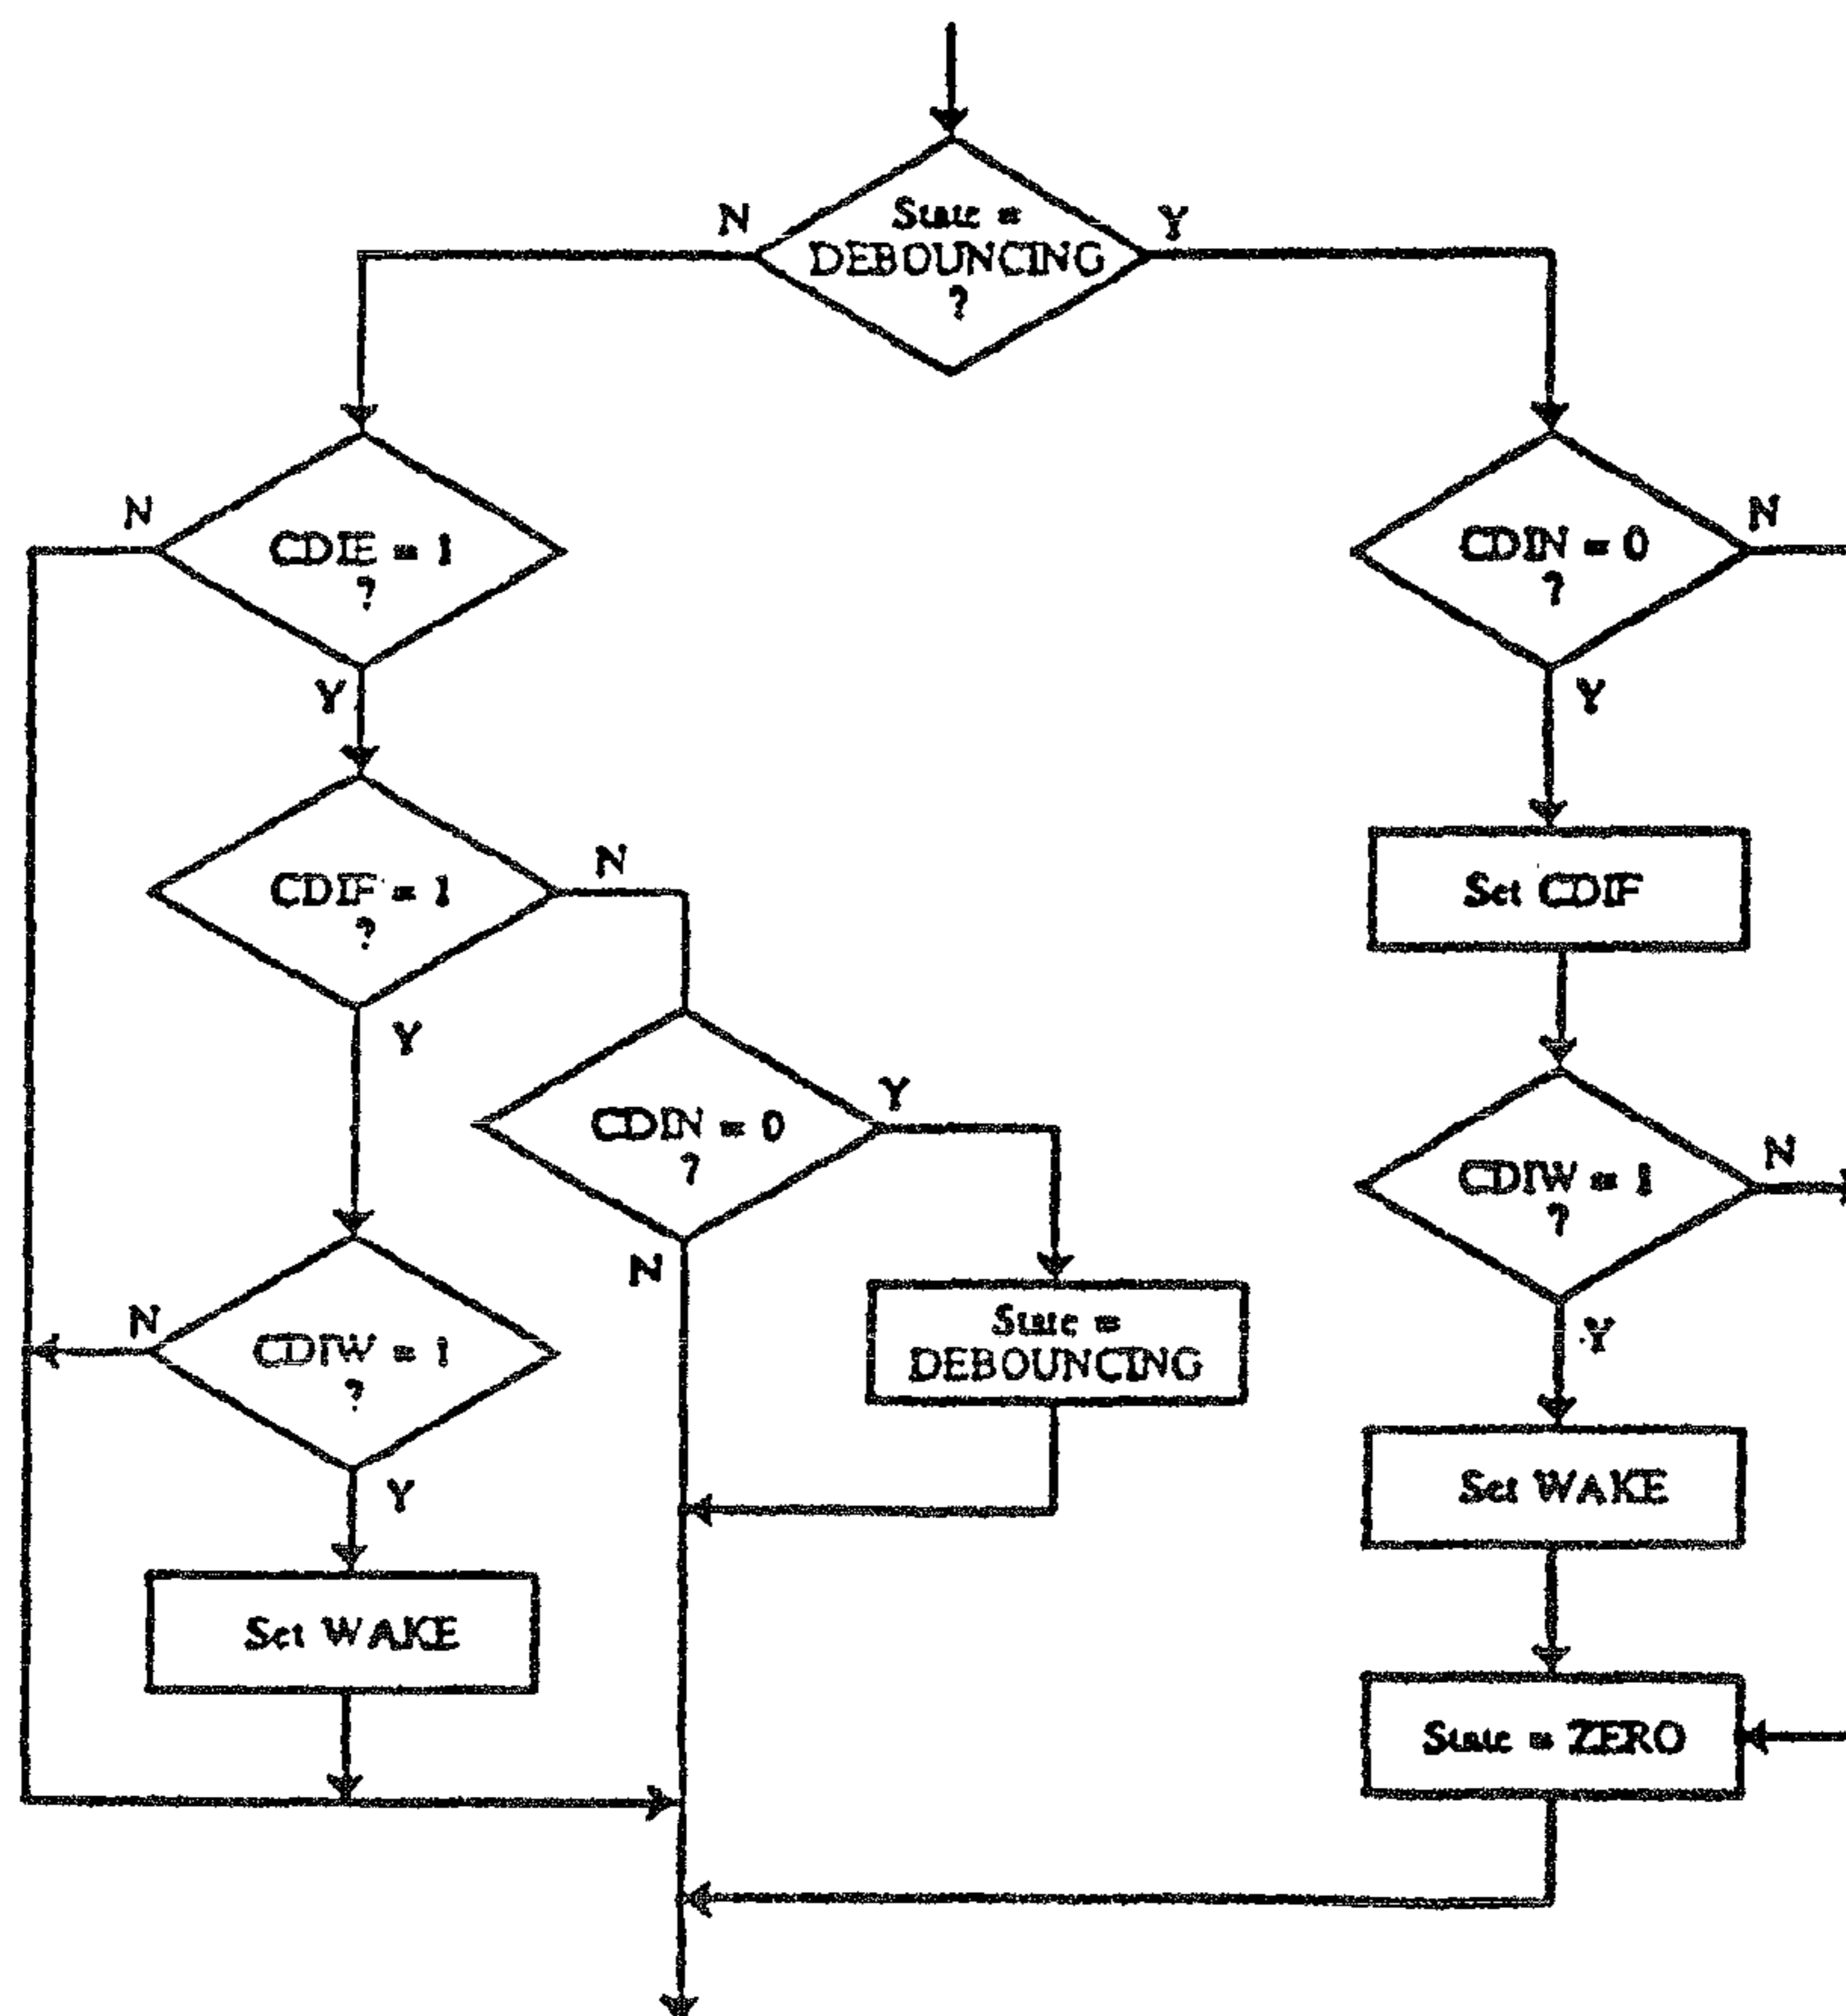 State =
DEBOUNCING
?
N
Y
CDIE = 1
?
N
Y
CDIN = 0
?
N
Y
CDIF = 1
?
N
Y
Set CDIF
CDIN = 0
?
Y
N
CDIW = 1
?
N
Y
CDIW = 1
?
N
Y
State =
DEBOUNCING
Set WAKE
Set WAKE
State = ZERO